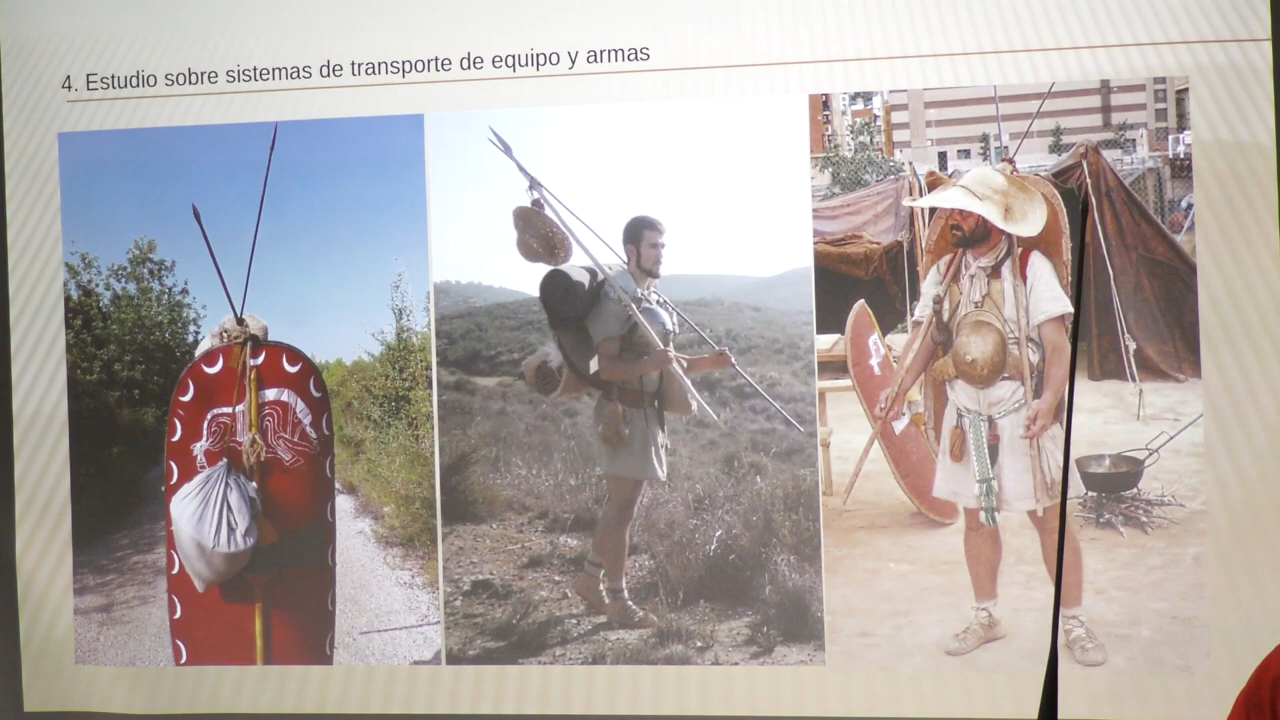 4. Estudio sobre sistemas de transporte de equipo y armas